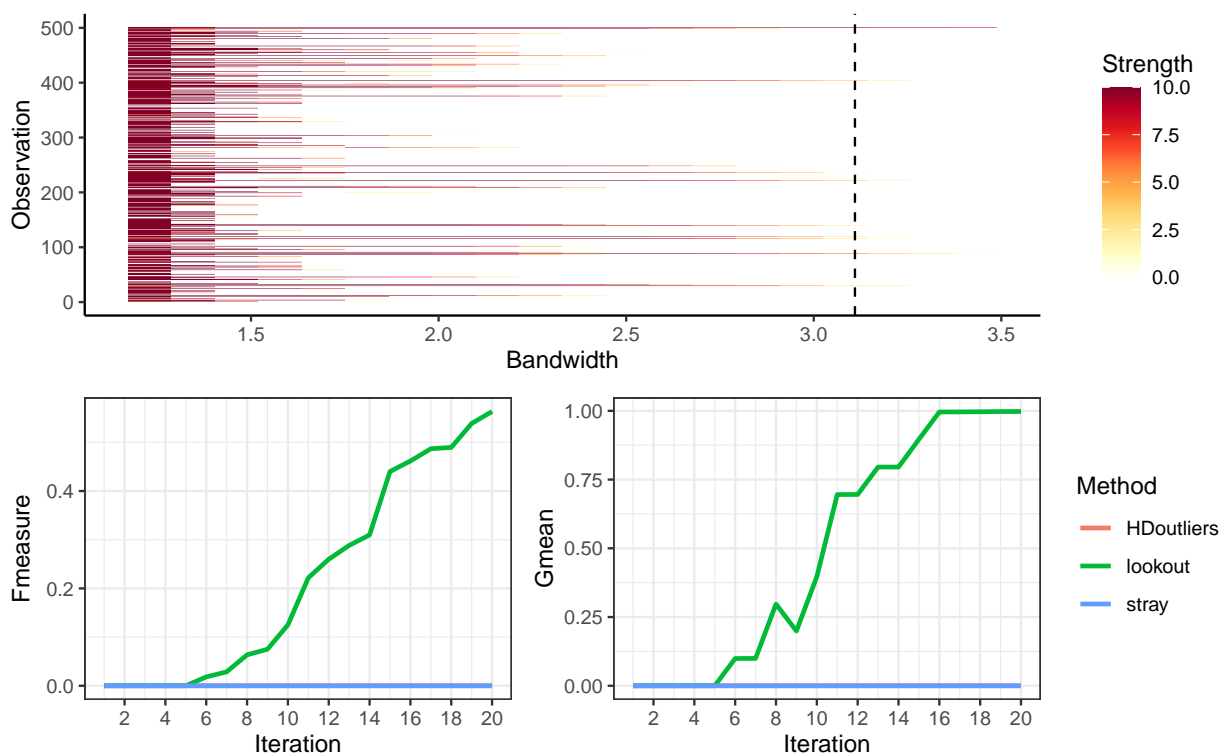 500
400
300
200
100
0
Observation
1.5 2.0 2.5 3.0 3.5
Bandwidth
Strength
10.0
7.5
5.0
2.5
0.0
0.4
0.2
0.0
Fmeasure
2 4 6 8 10 12 14 16 18 20
Iteration
1.00
0.75
0.50
0.25
0.00
Gmean
2 4 6 8 10 12 14 16 18 20
Iteration
Method
HDoutliers
lookout
stray